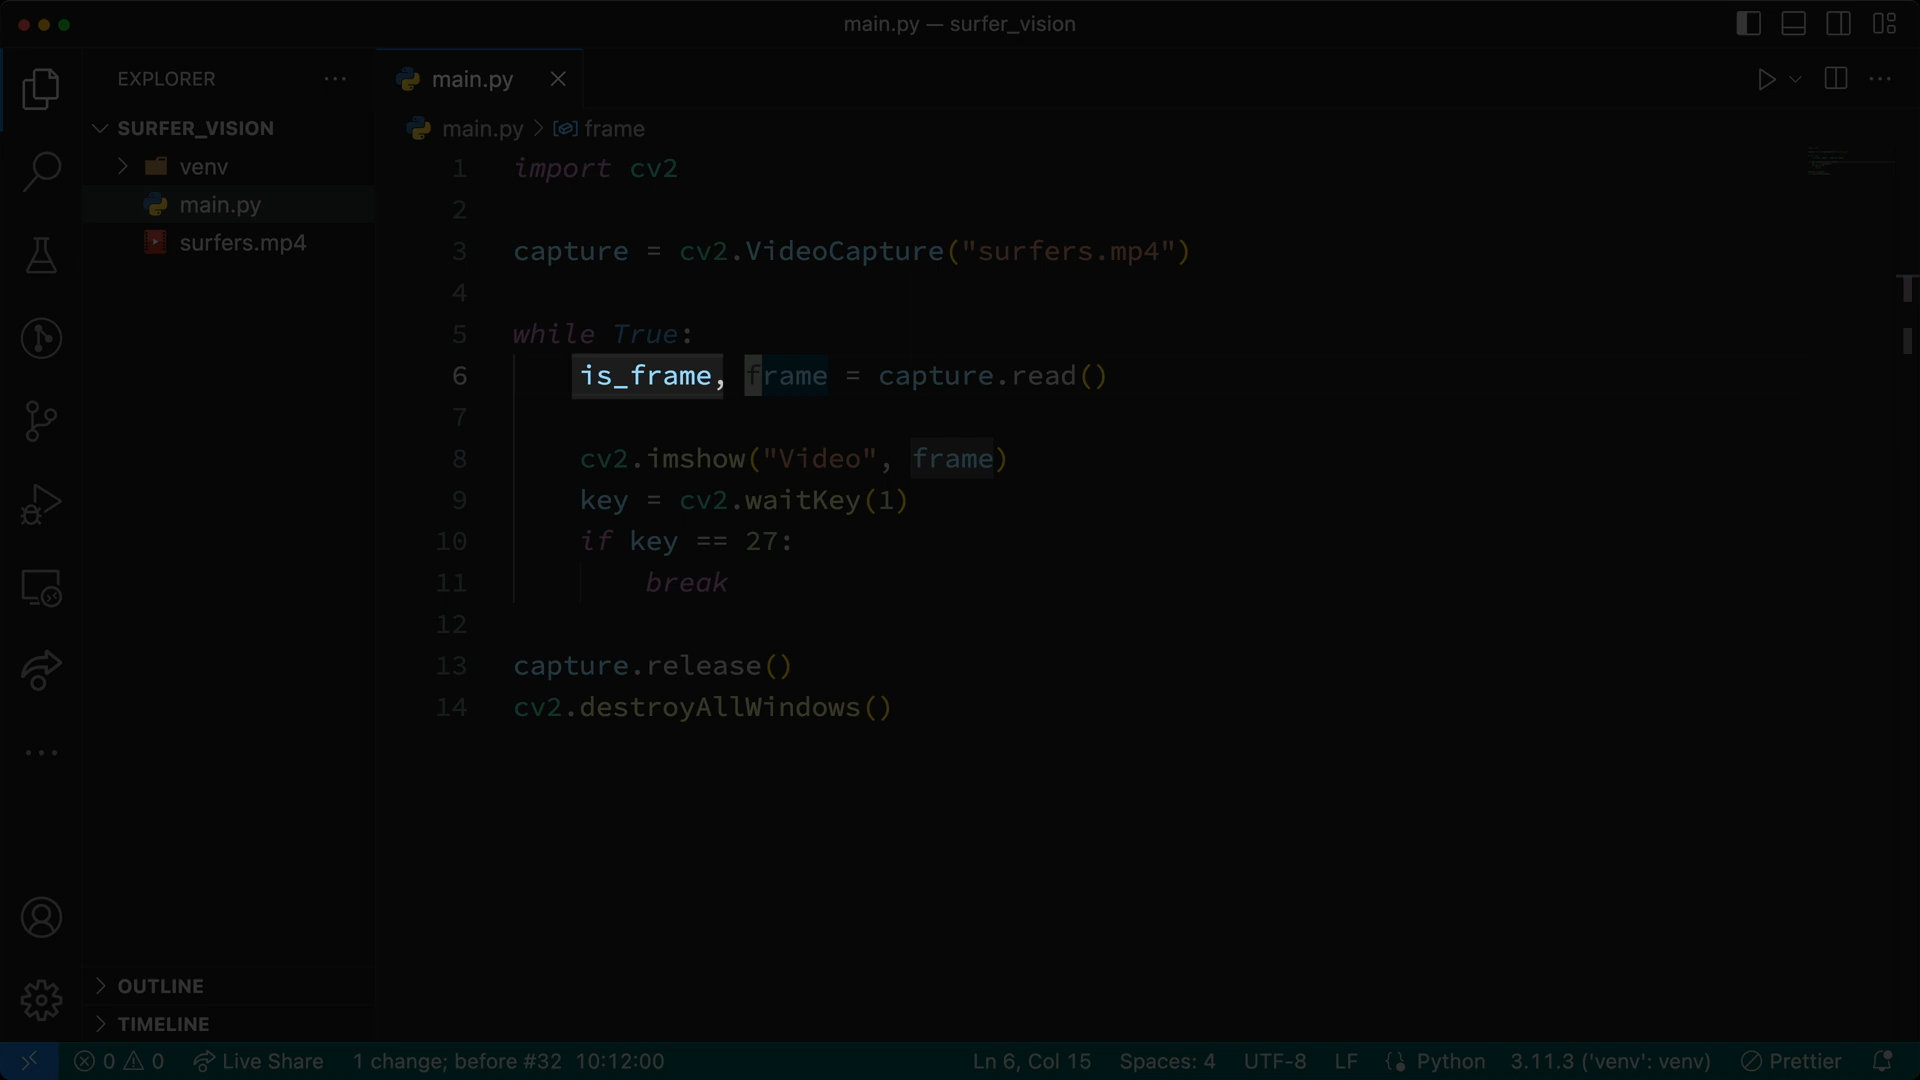 main.py — surfer_vision
EXPLORER
SURFER_VISION
venv
main.py
surfers.mp4
OUTLINE
TIMELINE
main.py
main.py > frame
1 import cv2
2
3 capture = cv2.VideoCapture("surfers.mp4")
4
5 while True:
6 is_frame, frame = capture.read()
7
8 cv2.imshow("Video", frame)
9 key = cv2.waitKey(1)
10 if key == 27:
11 break
12
13 capture.release()
14 cv2.destroyAllWindows()
0 0 Live Share 1 change; before #32 10:12:00 Ln 6, Col 15 Spaces: 4 UTF-8 LF Python 3.11.3 ('venv': venv) Prettier